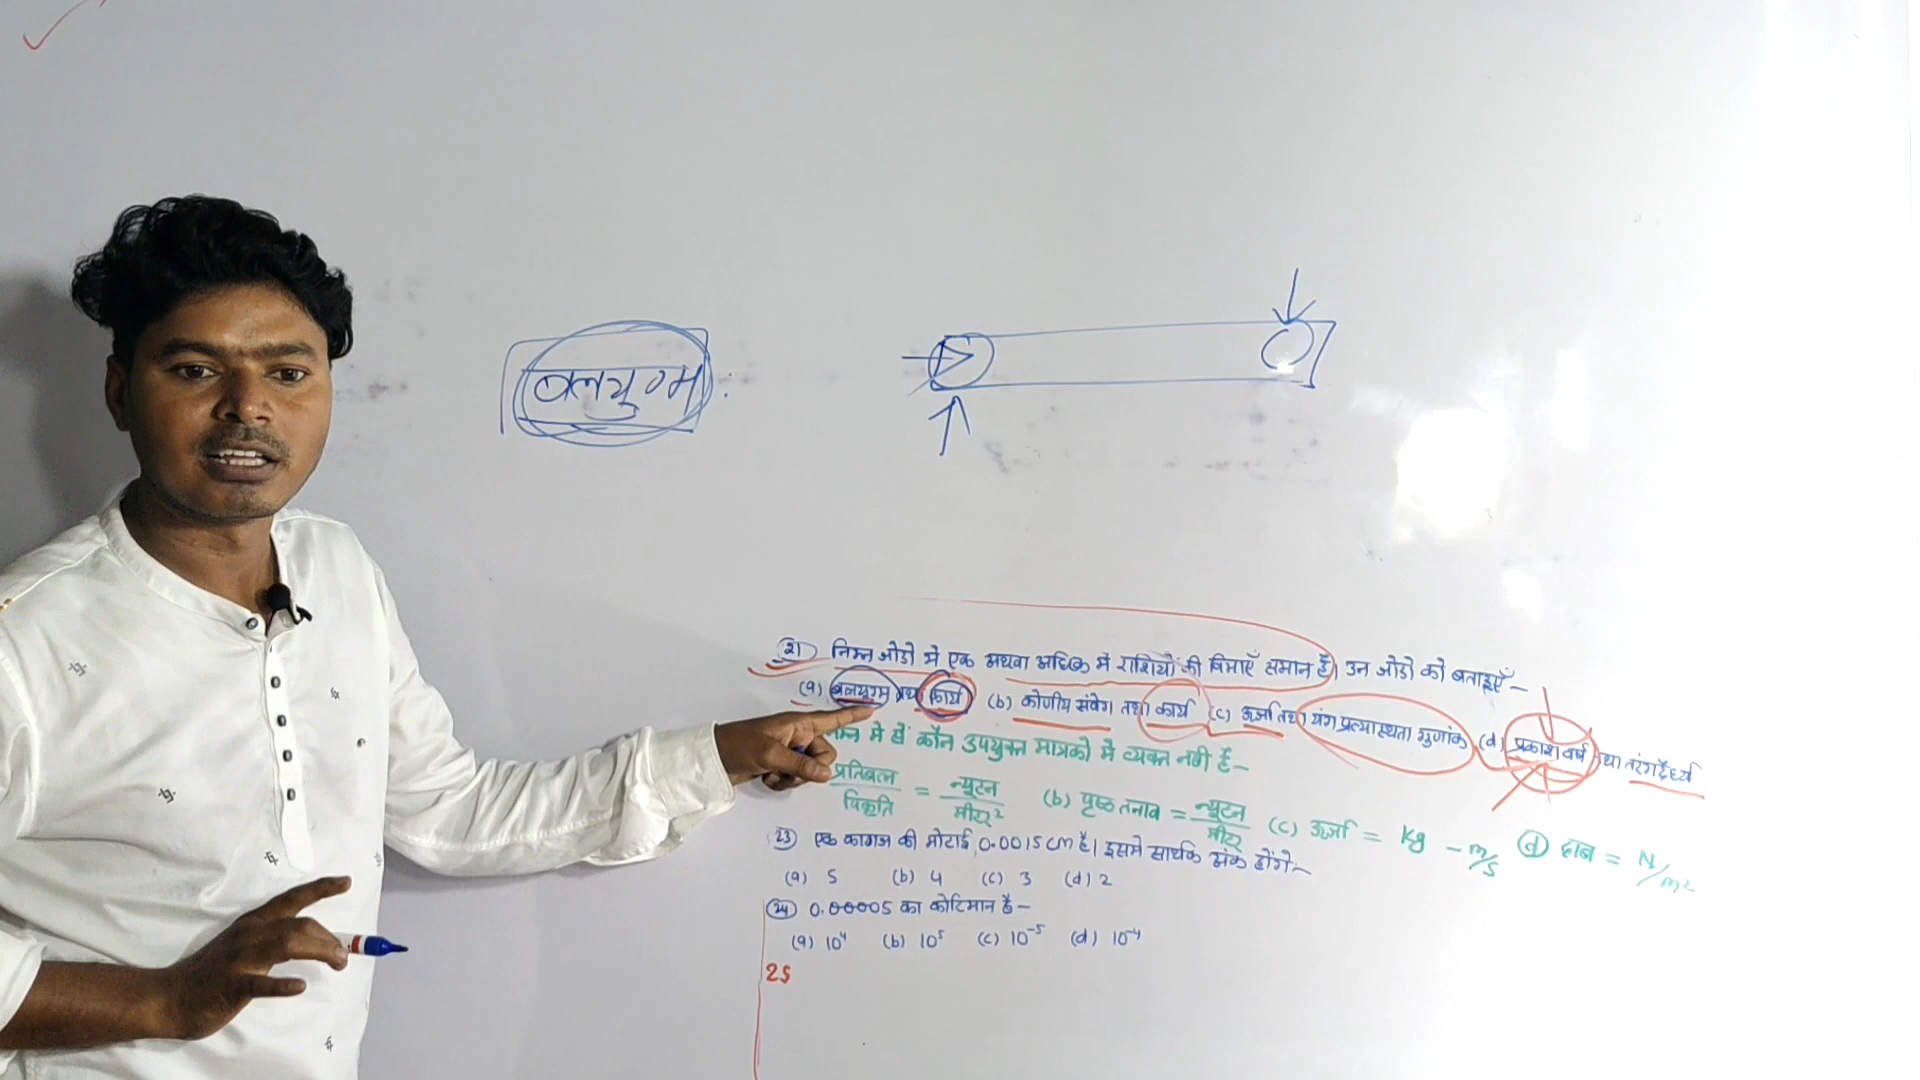 बलयुग्म
21) निम्न जोडो मे एक अथवा अधिक में राशियों की विमाएँ समान है। उन जोडो को बताइएँ –
(a) बलयुग्म तथा कार्य (b) कोणीय संवेग तथा कार्य (c) ऊर्जा तथा यंग प्रत्यास्थता गुणांक (d) प्रकाश वर्ष तथा तरंगदैर्ध्य
में से कौन उपयुक्त मात्रको मे व्यक्त नही है –
प्रतिबल / विकृति = न्यूटन / मीटर² (b) पृष्ठ तनाव = न्यूटन / मीटर (c) ऊर्जा = Kg - m/s (d) दाब = N/m2
23) एक कागज की मोटाई 0.0015 cm है। इसमे सार्थक अंक होंगे –
(a) 5 (b) 4 (c) 3 (d) 2
24) 0.00005 का कोटिमान है –
(a) 10⁴ (b) 10⁵ (c) 10⁻⁵ (d) 10⁻⁴
25